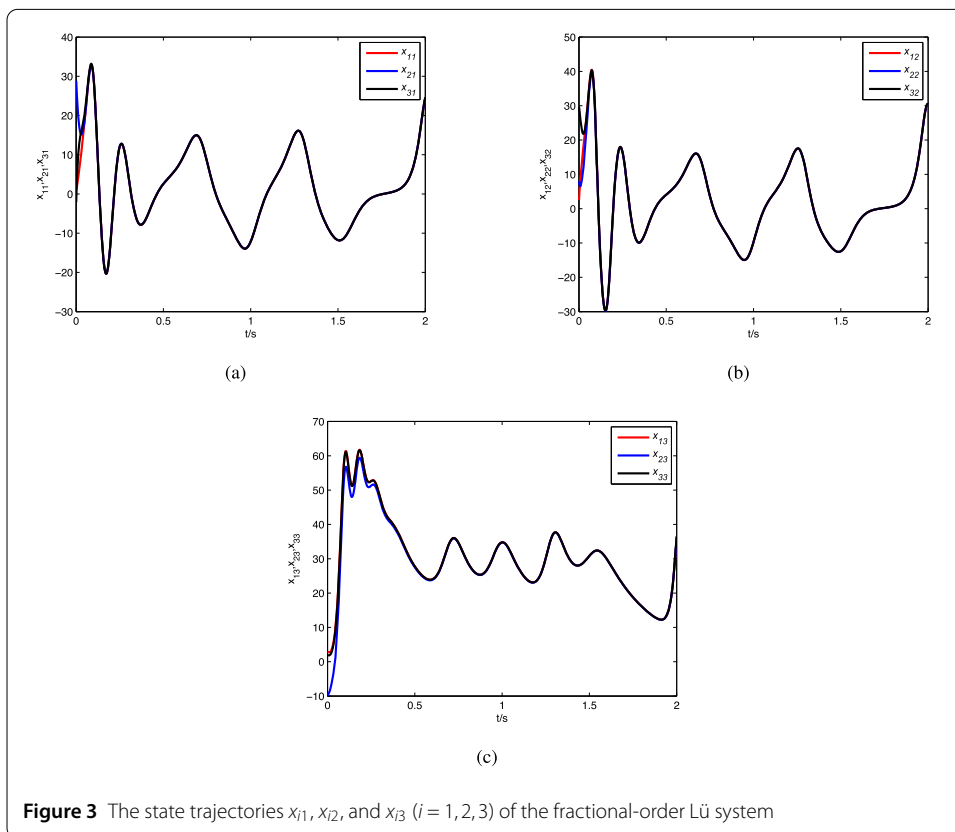 40
30
20
10
0
−10
−20
−30
0
0.5
1
1.5
2
t/s
x11,x21,x31
x11
x21
x31
(a)
50
40
30
20
10
0
−10
−20
−30
0
0.5
1
1.5
2
t/s
x12,x22,x32
x12
x22
x32
(b)
70
60
50
40
30
20
10
0
−10
0
0.5
1
1.5
2
t/s
x13,x23,x33
x13
x23
x33
(c)
Figure 3 The state trajectories xi1, xi2, and xi3 (i = 1, 2, 3) of the fractional-order Lü system